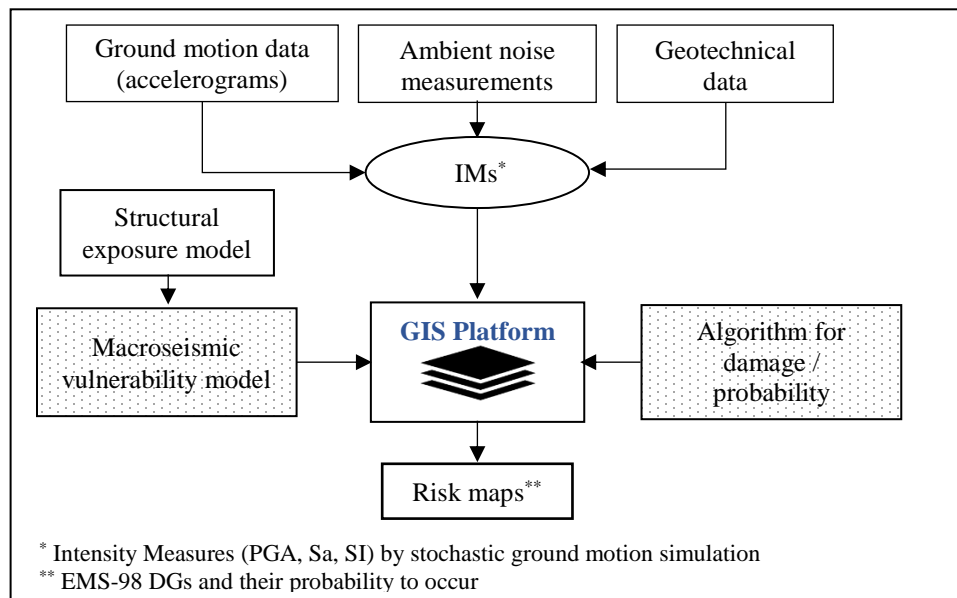 Ground motion data
(accelerograms)
Ambient noise
measurements
Geotechnical
data
IMs*
Structural
exposure model
Macroseismic
vulnerability model
GIS Platform
Algorithm for
damage /
probability
Risk maps**
* Intensity Measures (PGA, Sa, SI) by stochastic ground motion simulation
** EMS-98 DGs and their probability to occur